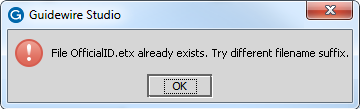 Guidewire Studio
File OfficialID.etx already exists. Try different filename suffix.
OK